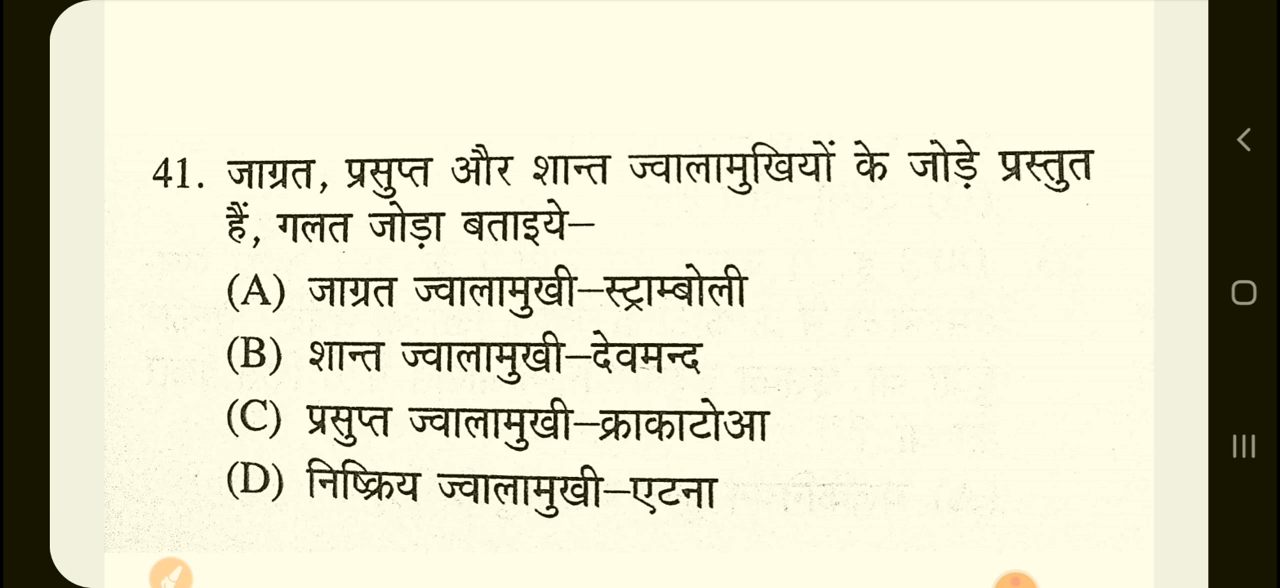 41. जाग्रत, प्रसुप्त और शान्त ज्वालामुखियों के जोड़े प्रस्तुत
हैं, गलत जोड़ा बताइये–
(A) जाग्रत ज्वालामुखी–स्ट्राम्बोली
(B) शान्त ज्वालामुखी–देवमन्द
(C) प्रसुप्त ज्वालामुखी–क्राकाटोआ
(D) निष्क्रिय ज्वालामुखी–एटना